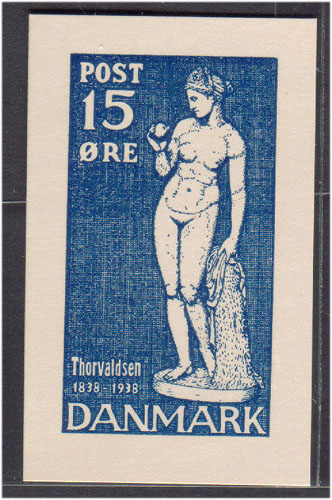 POST
15
ØRE
Thorvaldsen
1838-1938
DANMARK